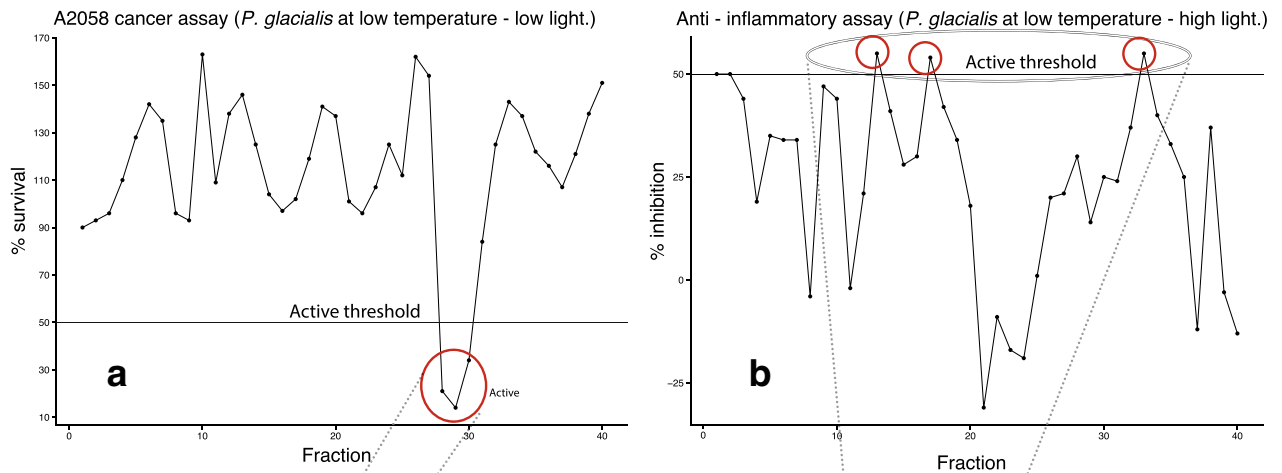 A2058 cancer assay (P. glacialis at low temperature - low light.)
170
150
130
110
90
70
50
30
10
% survival
Active threshold
a
Active
0
10
20
30
40
Fraction
Anti - inflammatory assay (P. glacialis at low temperature - high light.)
50
25
0
−25
% inhibition
Active threshold
b
0
10
20
30
40
Fraction